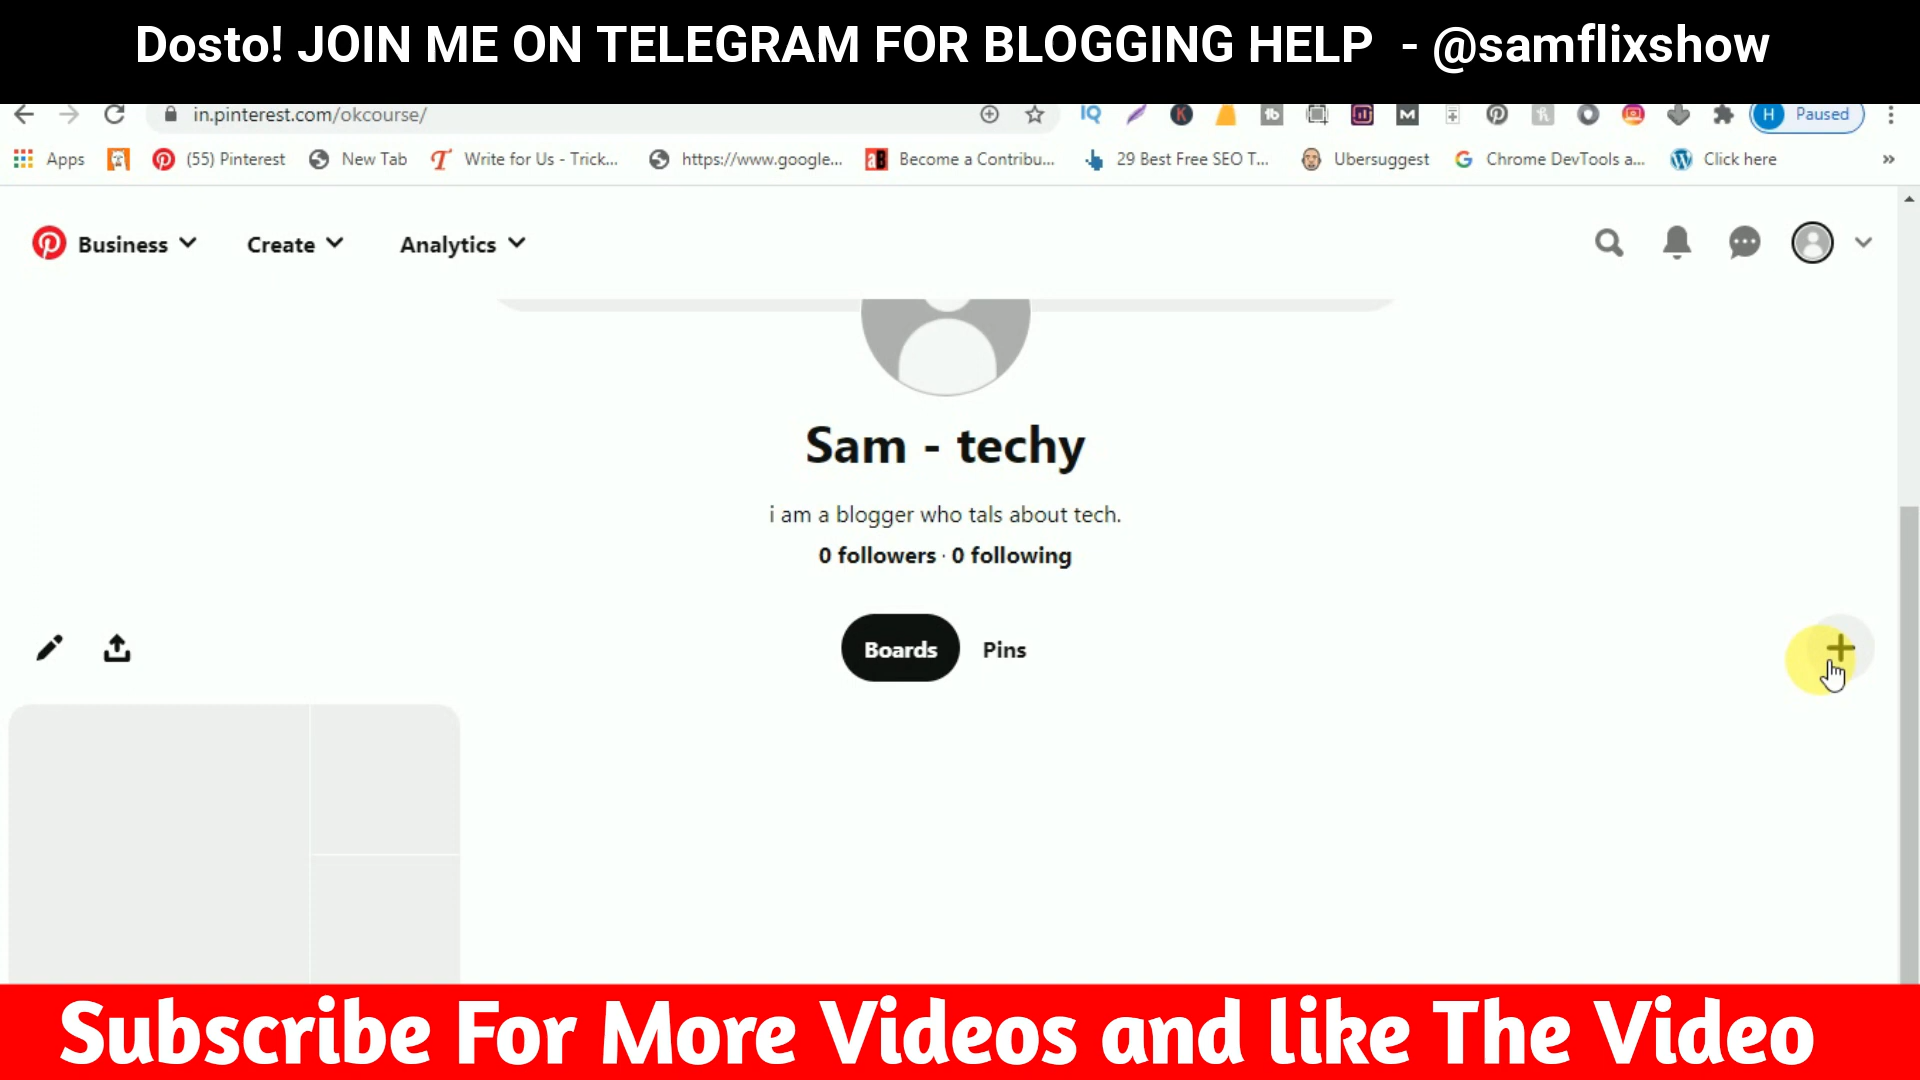 Dosto! JOIN ME ON TELEGRAM FOR BLOGGING HELP - @samflixshow
in.pinterest.com/okcourse/
IQ
K
tb
M
H Paused
Apps
(55) Pinterest
New Tab
T Write for Us - Trick...
https://www.google...
aB Become a Contribu...
29 Best Free SEO T...
Ubersuggest
G Chrome DevTools a...
Click here
»
Business
Create
Analytics
Sam - techy
i am a blogger who tals about tech.
0 followers · 0 following
Boards
Pins
Subscribe For More Videos and like The Video